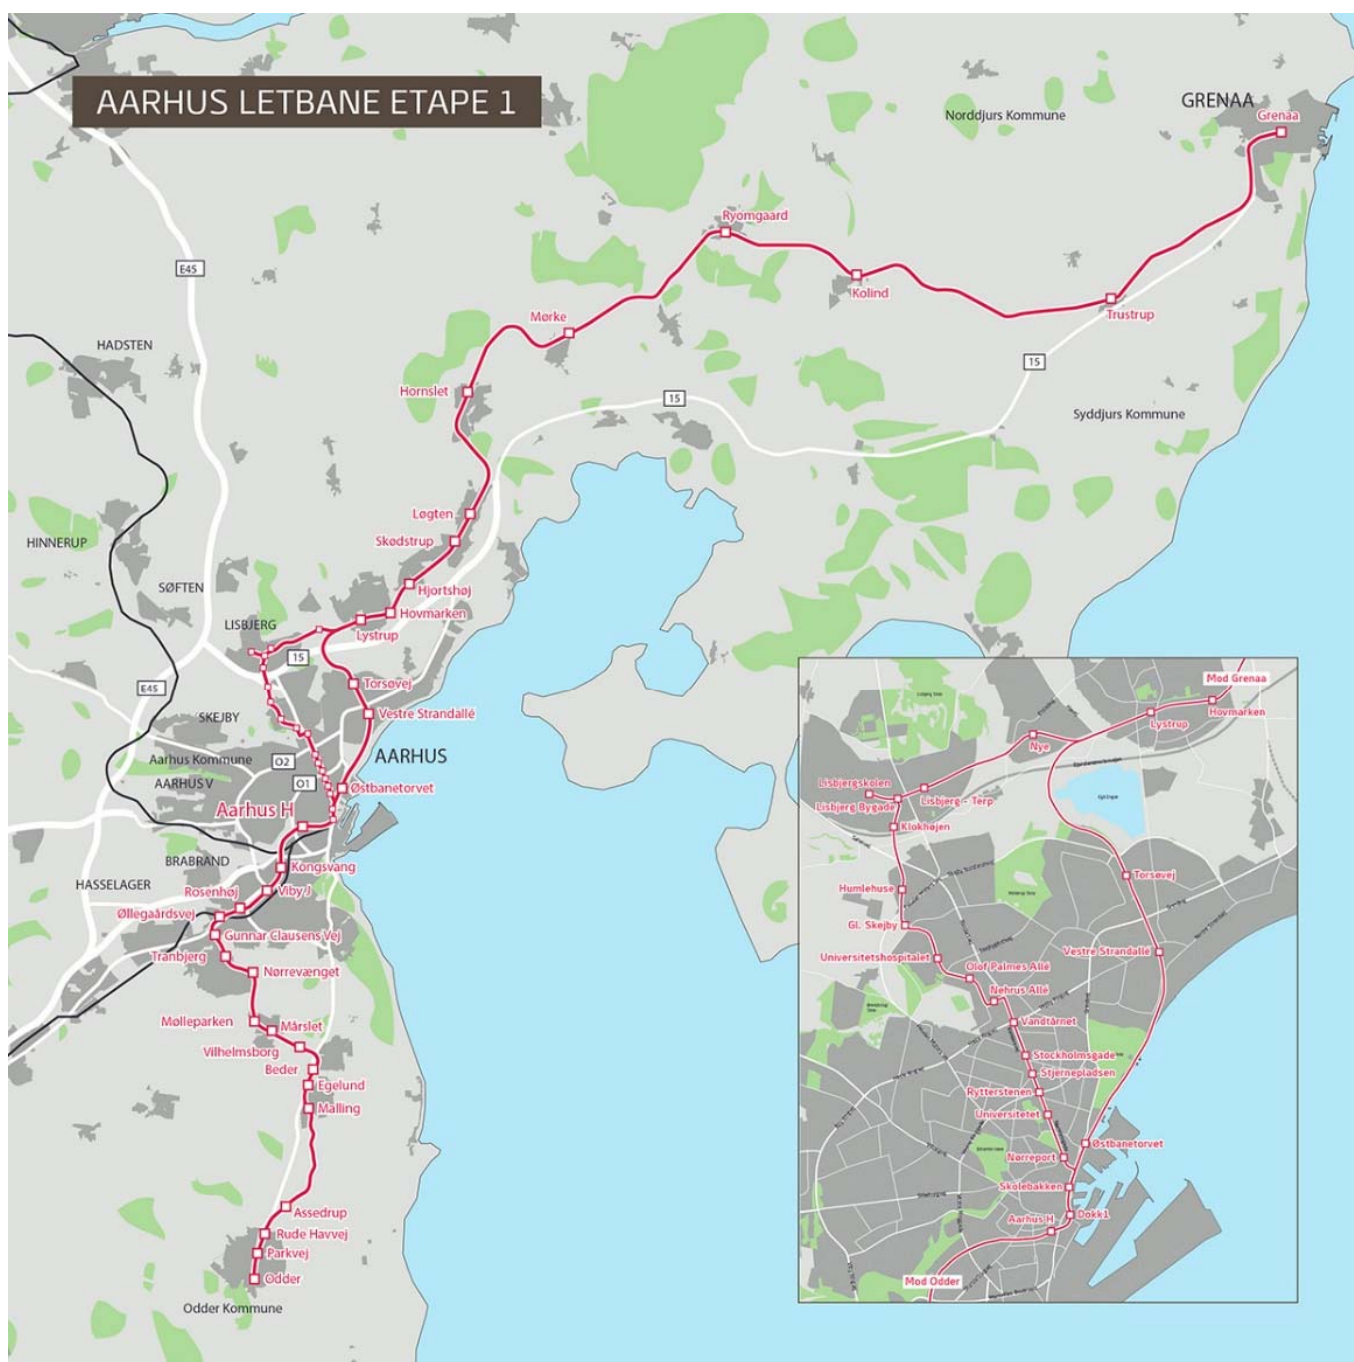 AARHUS LETBANE ETAPE 1
GRENAA
Grenaa
Norddjurs Kommune
Ryomgaard
Kolind
Trustrup
E45
Mørke
HADSTEN
15
Hornslet
15
Syddjurs Kommune
Løgten
HINNERUP
Skødstrup
SØFTEN
Hjortshøj
Hovmarken
LISBJERG
Lystrup
15
Torsøvej
E45
SKEJBY
Vestre Strandallé
Aarhus Kommune
O2
AARHUS
AARHUS V
O1
Østbanetorvet
Aarhus H
BRABRAND
Kongsvang
HASSELAGER
Rosenhøj
Viby J
Øllegaardsvej
Gunnar Clausens Vej
Tranbjerg
Nørrevænget
Mølleparken
Mårslet
Vilhelmsborg
Beder
Egelund
Malling
Assedrup
Rude Havvej
Parkvej
Odder
Odder Kommune
Mod Grenaa
Hovmarken
Lystrup
Nye
Lisbjergskolen
Lisbjerg - Terp
Lisbjerg Bygade
Klokhøjen
Torsøvej
Humlehuse
Gl. Skejby
Vestre Strandallé
Universitetshospitalet
Olof Palmes Allé
Nehrus Allé
Vandtårnet
Stockholmsgade
Stjernepladsen
Rytterstenen
Universitetet
Østbanetorvet
Nørreport
Skolebakken
Dokk1
Aarhus H
Mod Odder